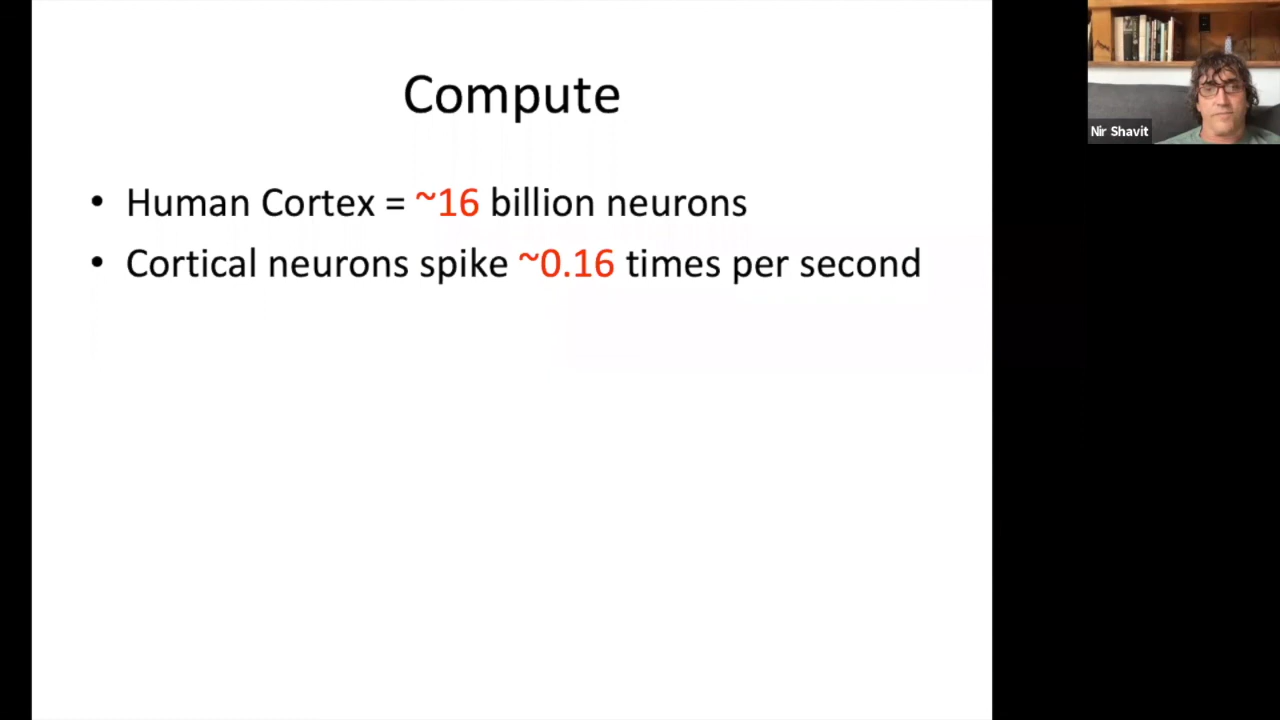 Compute
• Human Cortex = ~16 billion neurons
• Cortical neurons spike ~0.16 times per second
Nir Shavit